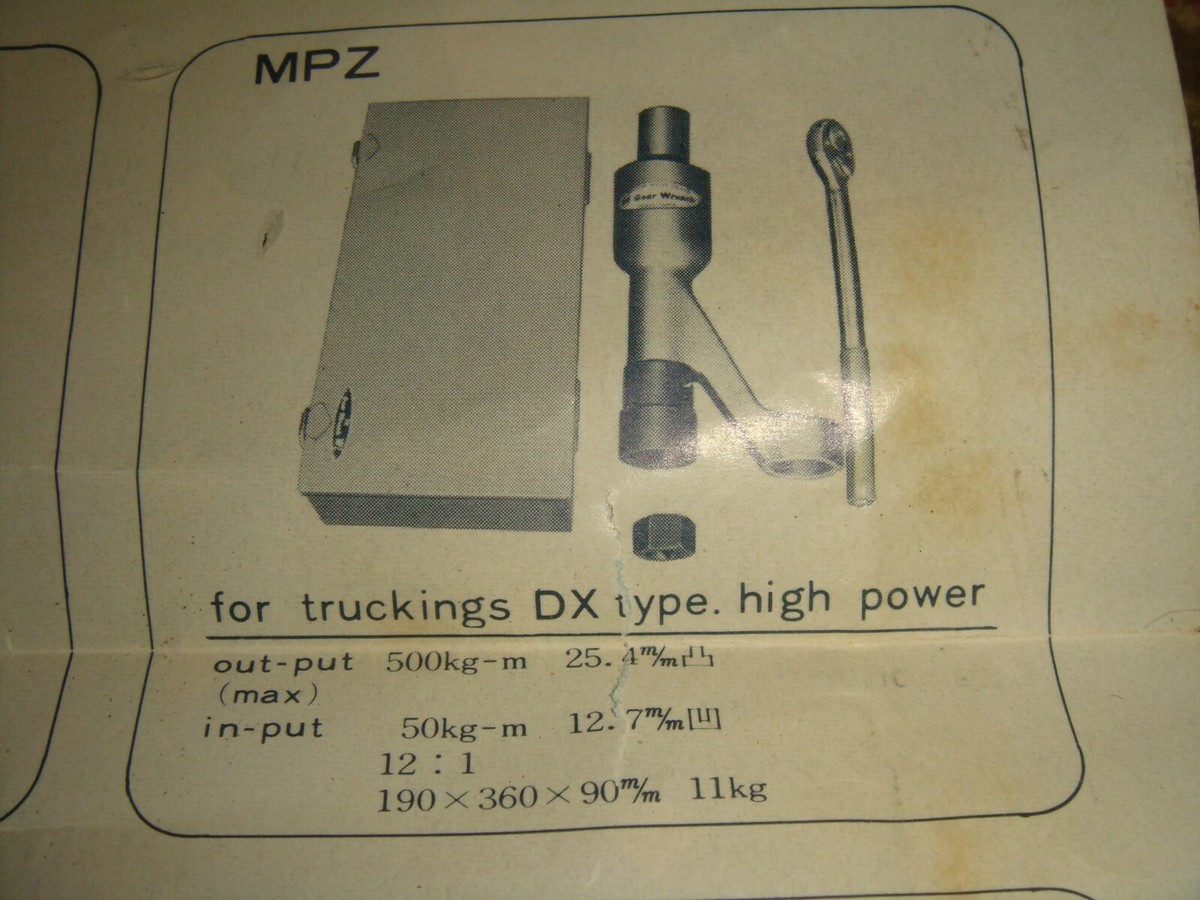 MPZ
Gear Wrench
for truckings DX type. high power
out-put 500kg-m 25.4m/m凸
(max)
in-put 50kg-m 12.7m/m凹
12 : 1
190×360×90m/m 11kg